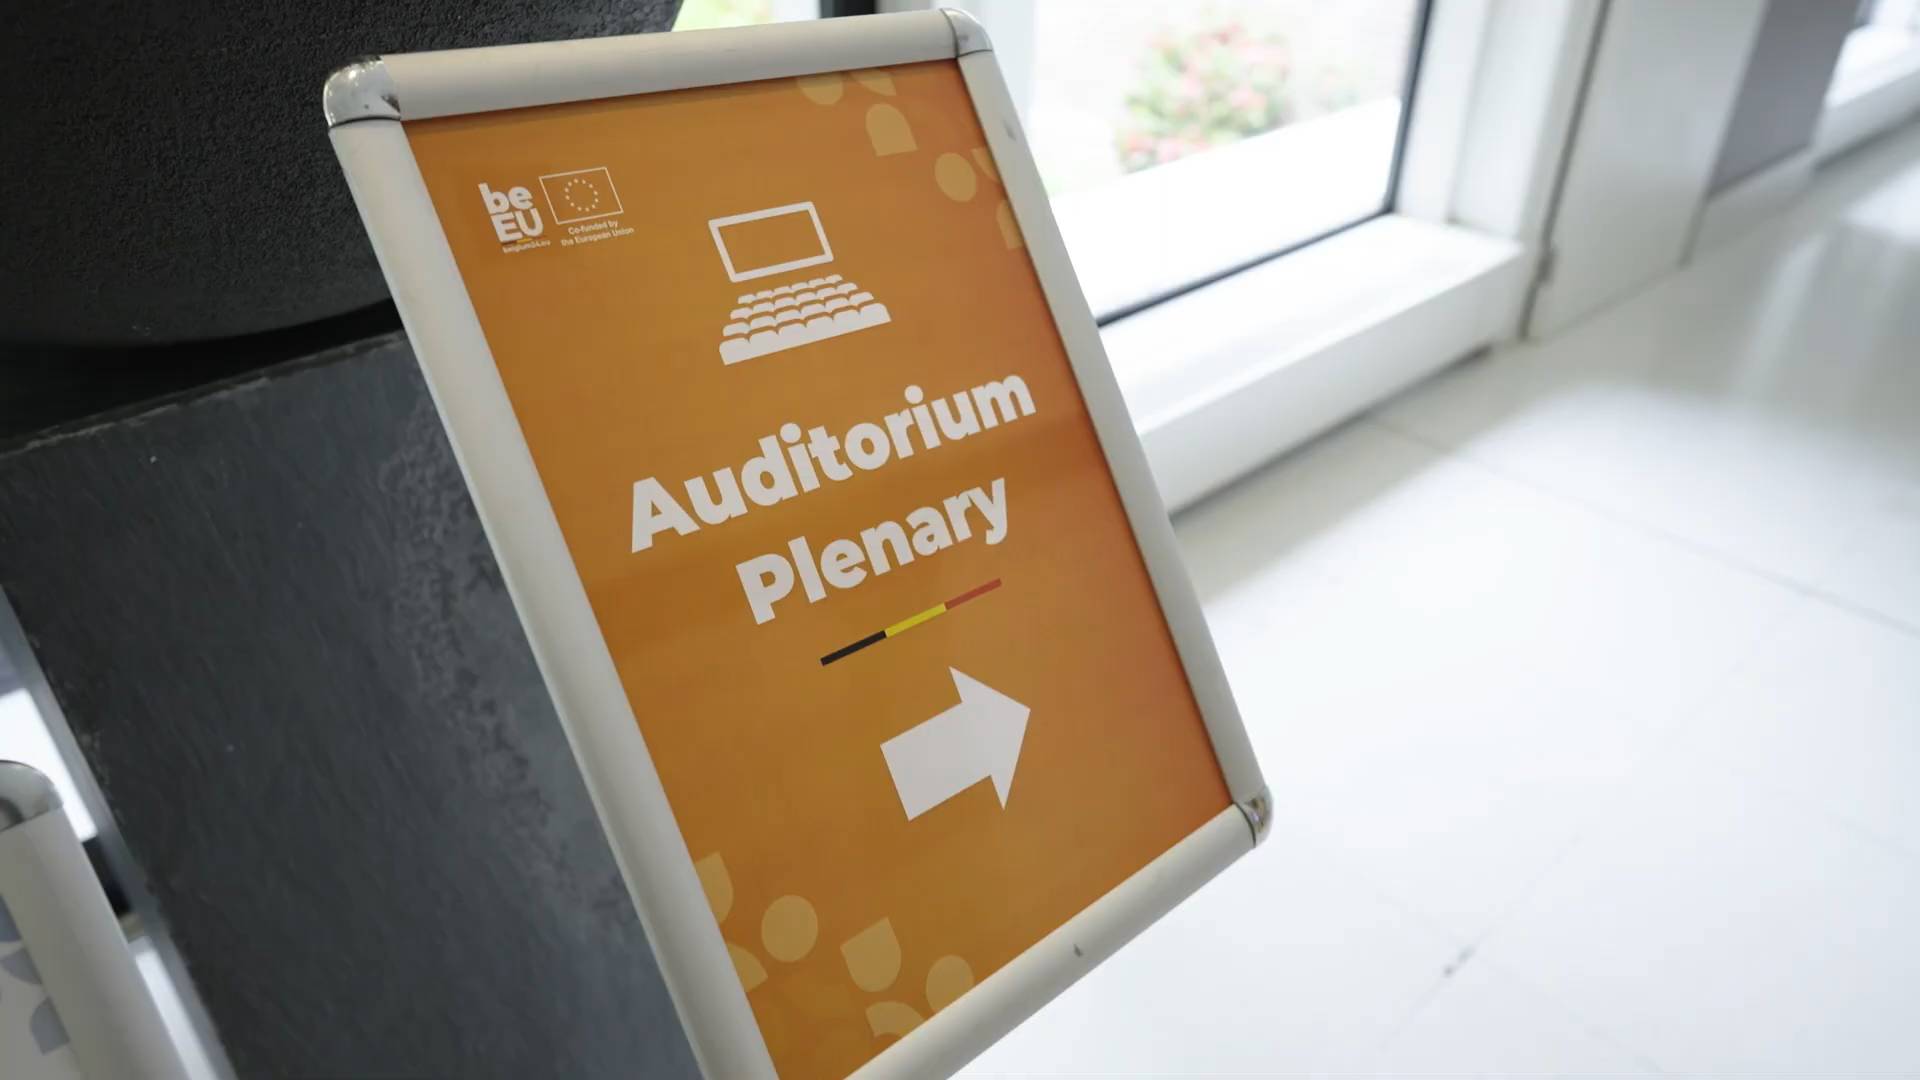 be
EU
belgium24.eu
Co-funded by
the European Union
Auditorium
Plenary